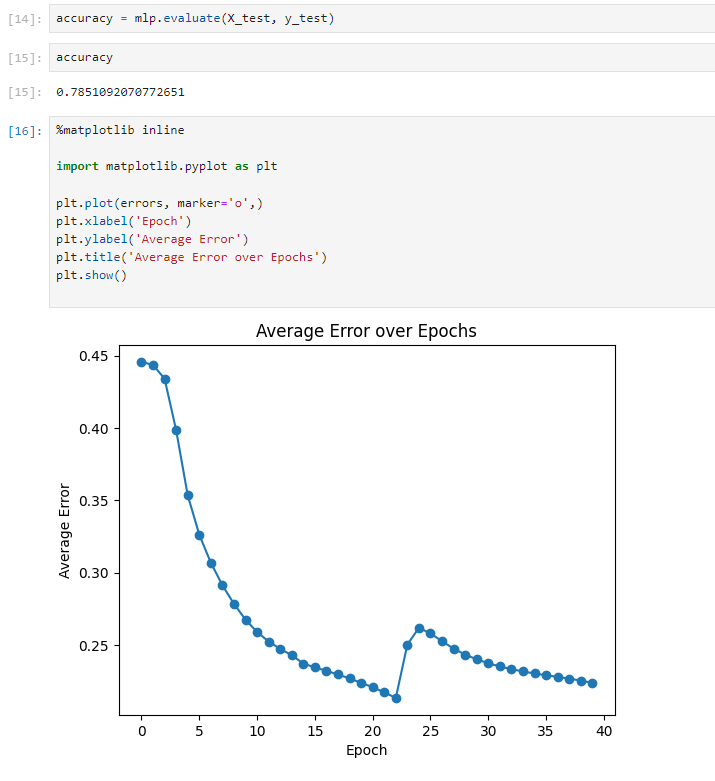 [14]: accuracy = mlp.evaluate(X_test, y_test)
[15]: accuracy
[15]: 0.7851092070772651
[16]: %matplotlib inline
import matplotlib.pyplot as plt
plt.plot(errors, marker='o',)
plt.xlabel('Epoch')
plt.ylabel('Average Error')
plt.title('Average Error over Epochs')
plt.show()
Average Error over Epochs
0.45
0.40
0.35
0.30
0.25
Average Error
0 5 10 15 20 25 30 35 40
Epoch